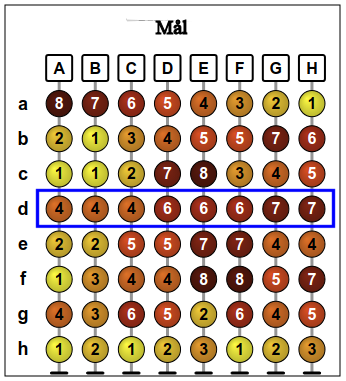 Mål
A B C D E F G H
a 8 7 6 5 4 3 2 1
b 2 1 3 4 5 5 7 6
c 1 1 2 7 8 3 4 5
d 4 4 4 6 6 6 7 7
e 2 2 5 5 7 7 4 4
f 1 3 4 4 8 8 5 7
g 4 3 6 5 2 6 4 5
h 1 2 1 2 3 1 2 3